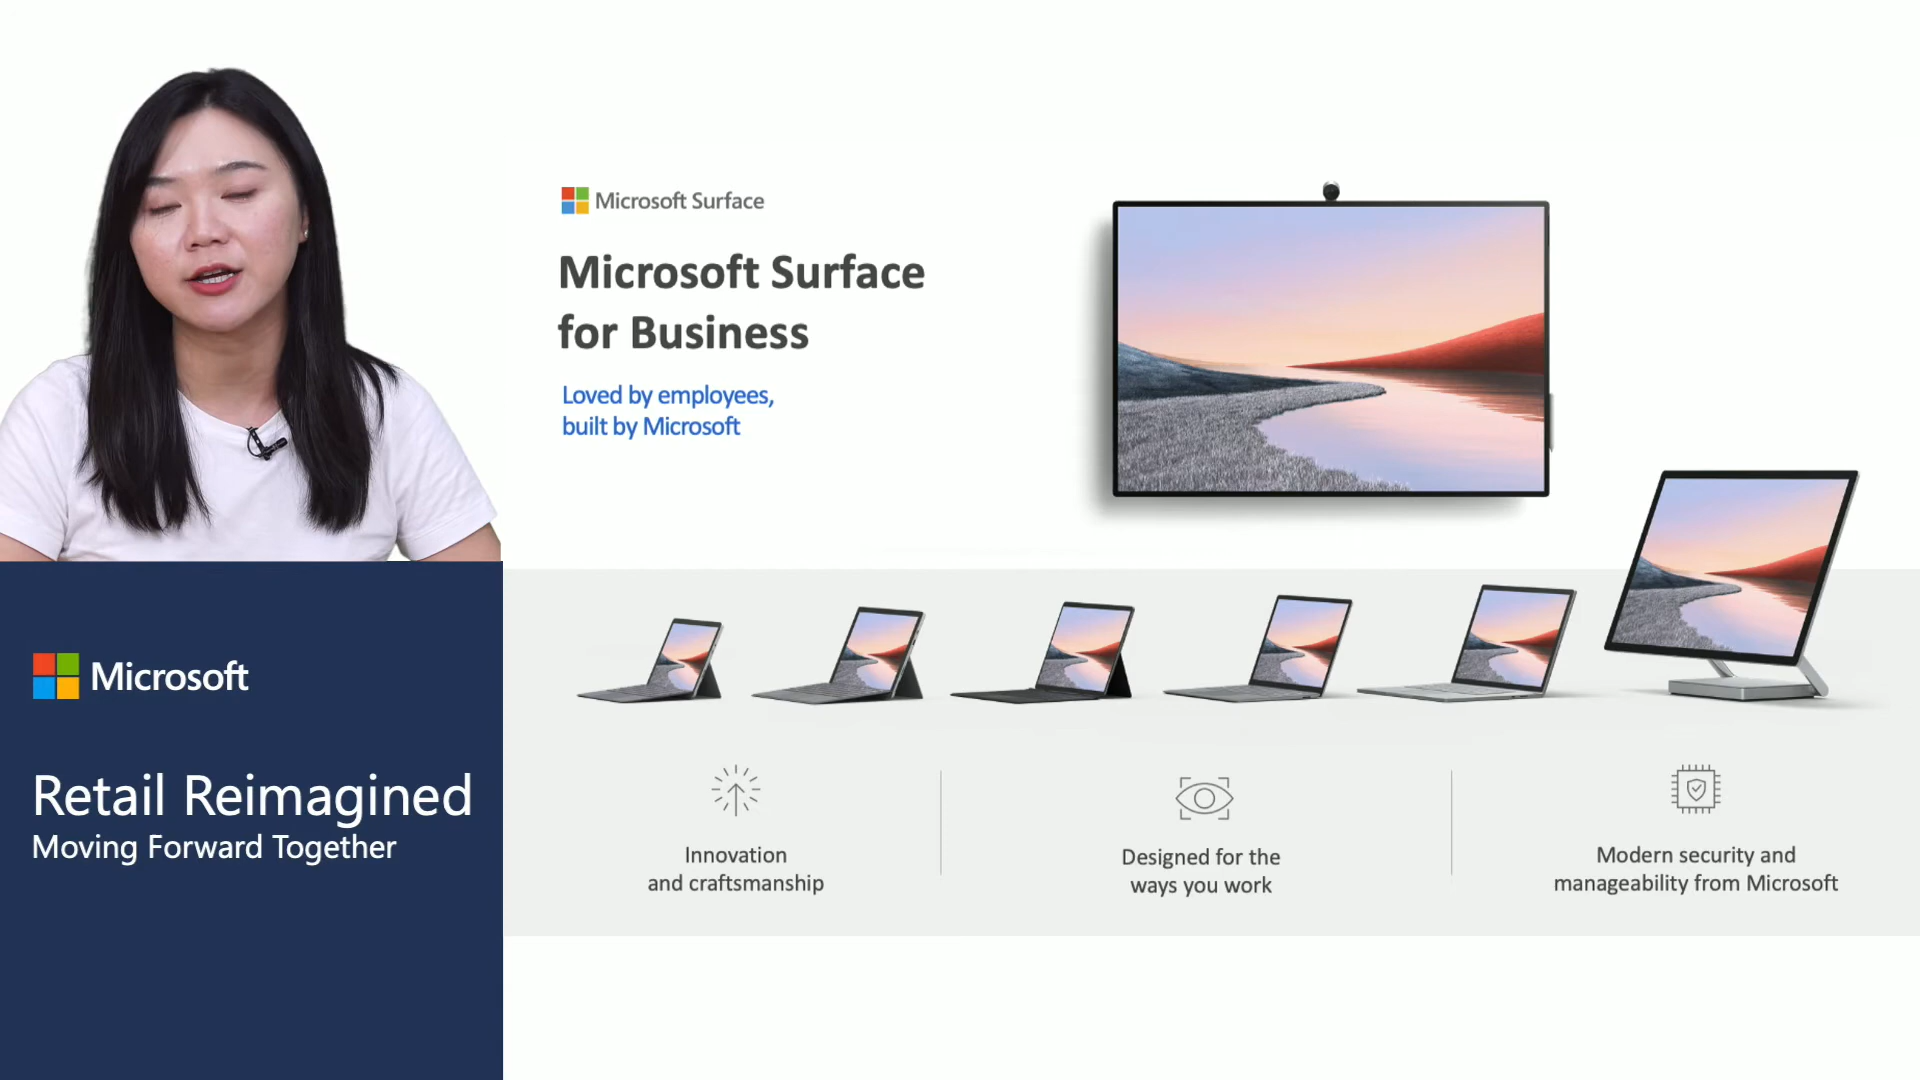 Microsoft Surface
Microsoft Surface
for Business
Loved by employees,
built by Microsoft
Microsoft
Retail Reimagined
Moving Forward Together
Innovation
and craftsmanship
Designed for the
ways you work
Modern security and
manageability from Microsoft